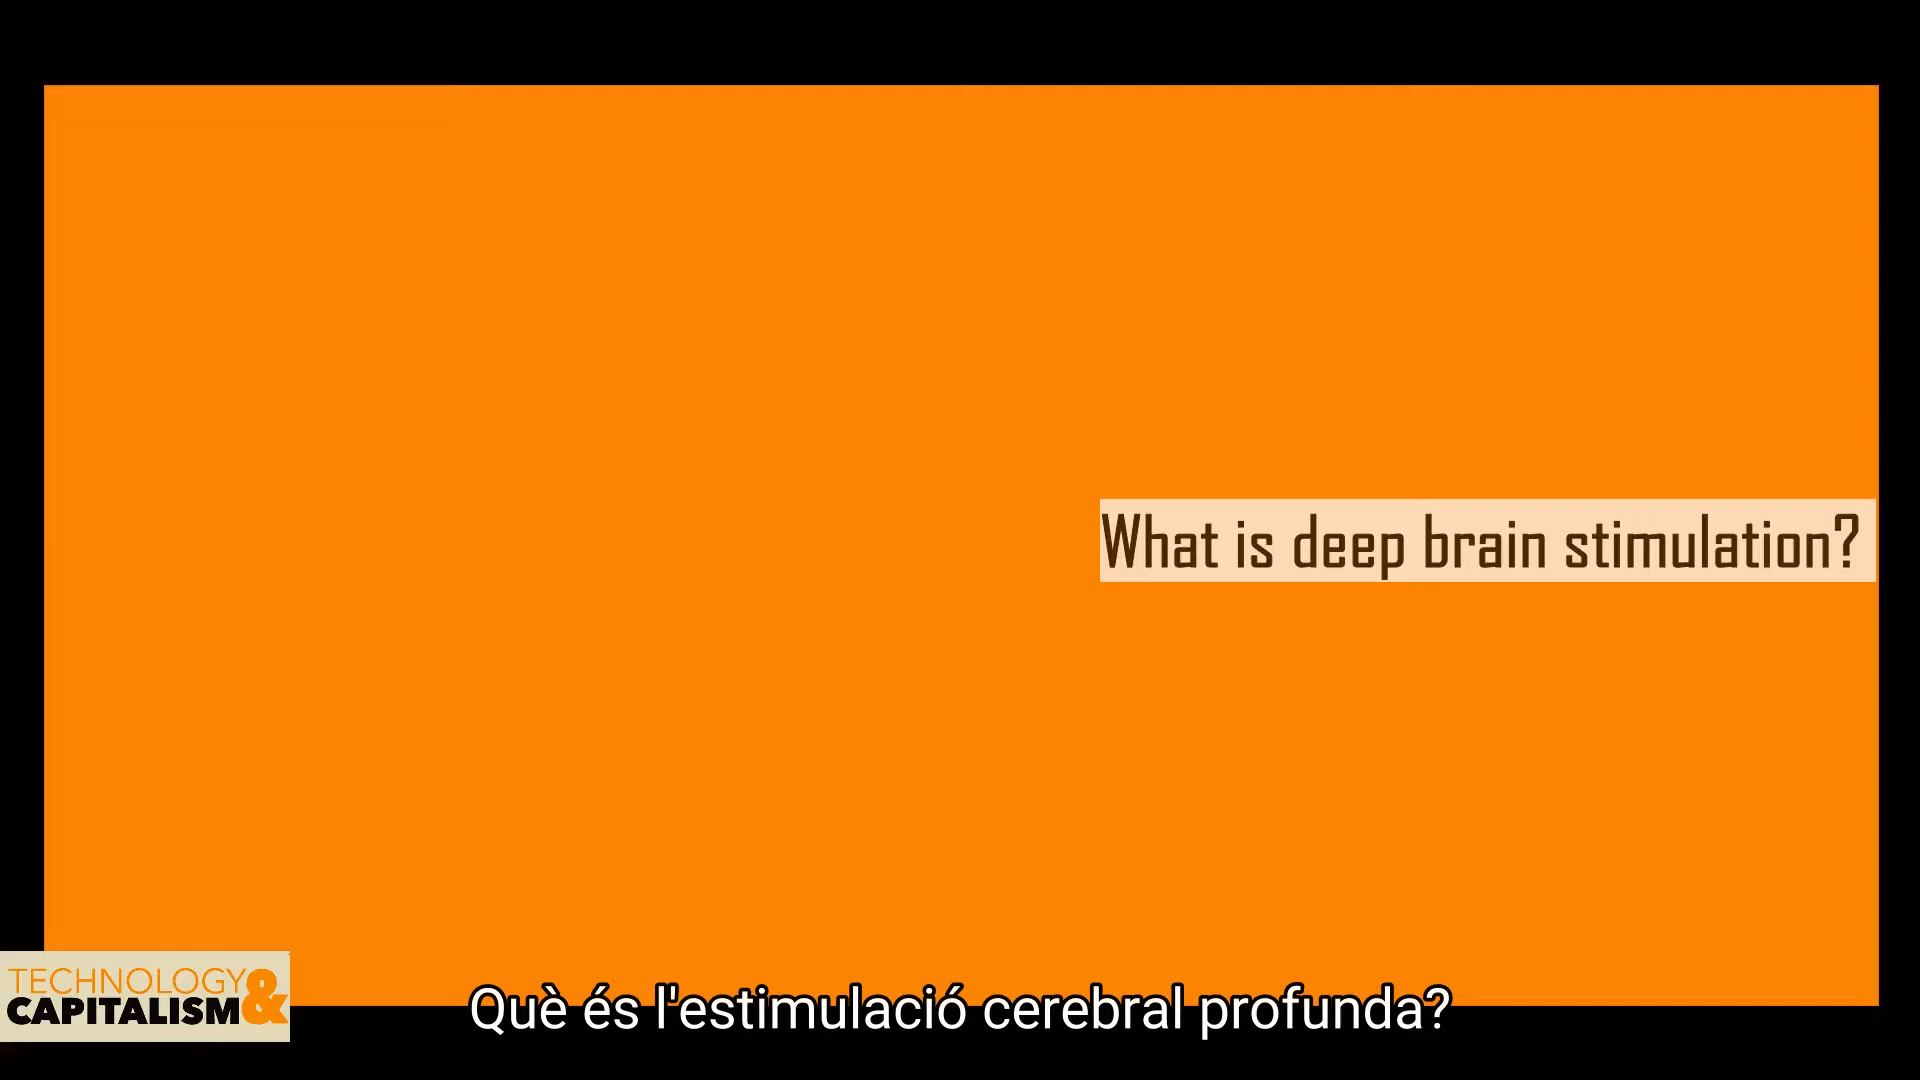 What is deep brain stimulation?
TECHNOLOGY &
CAPITALISM
Què és l'estimulació cerebral profunda?